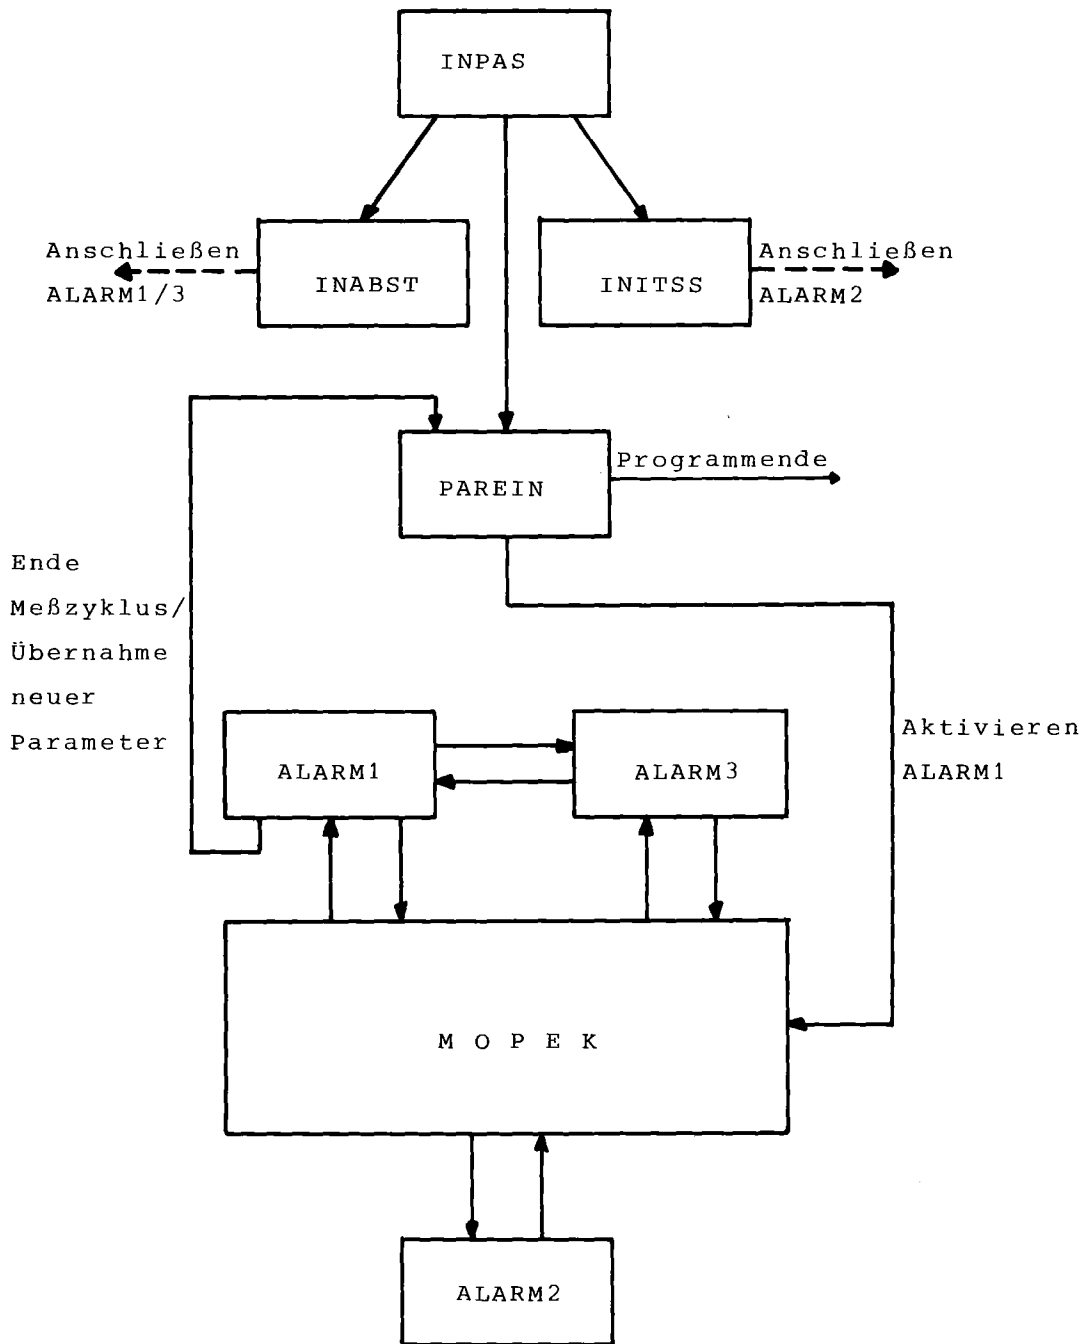 INPAS
Anschließen
ALARM1/3
INABST
INITSS
Anschließen
ALARM2
PAREIN
Programmende
Ende
Meßzyklus/
Übernahme
neuer
Parameter
ALARM1
ALARM3
Aktivieren
ALARM1
M O P E K
ALARM2